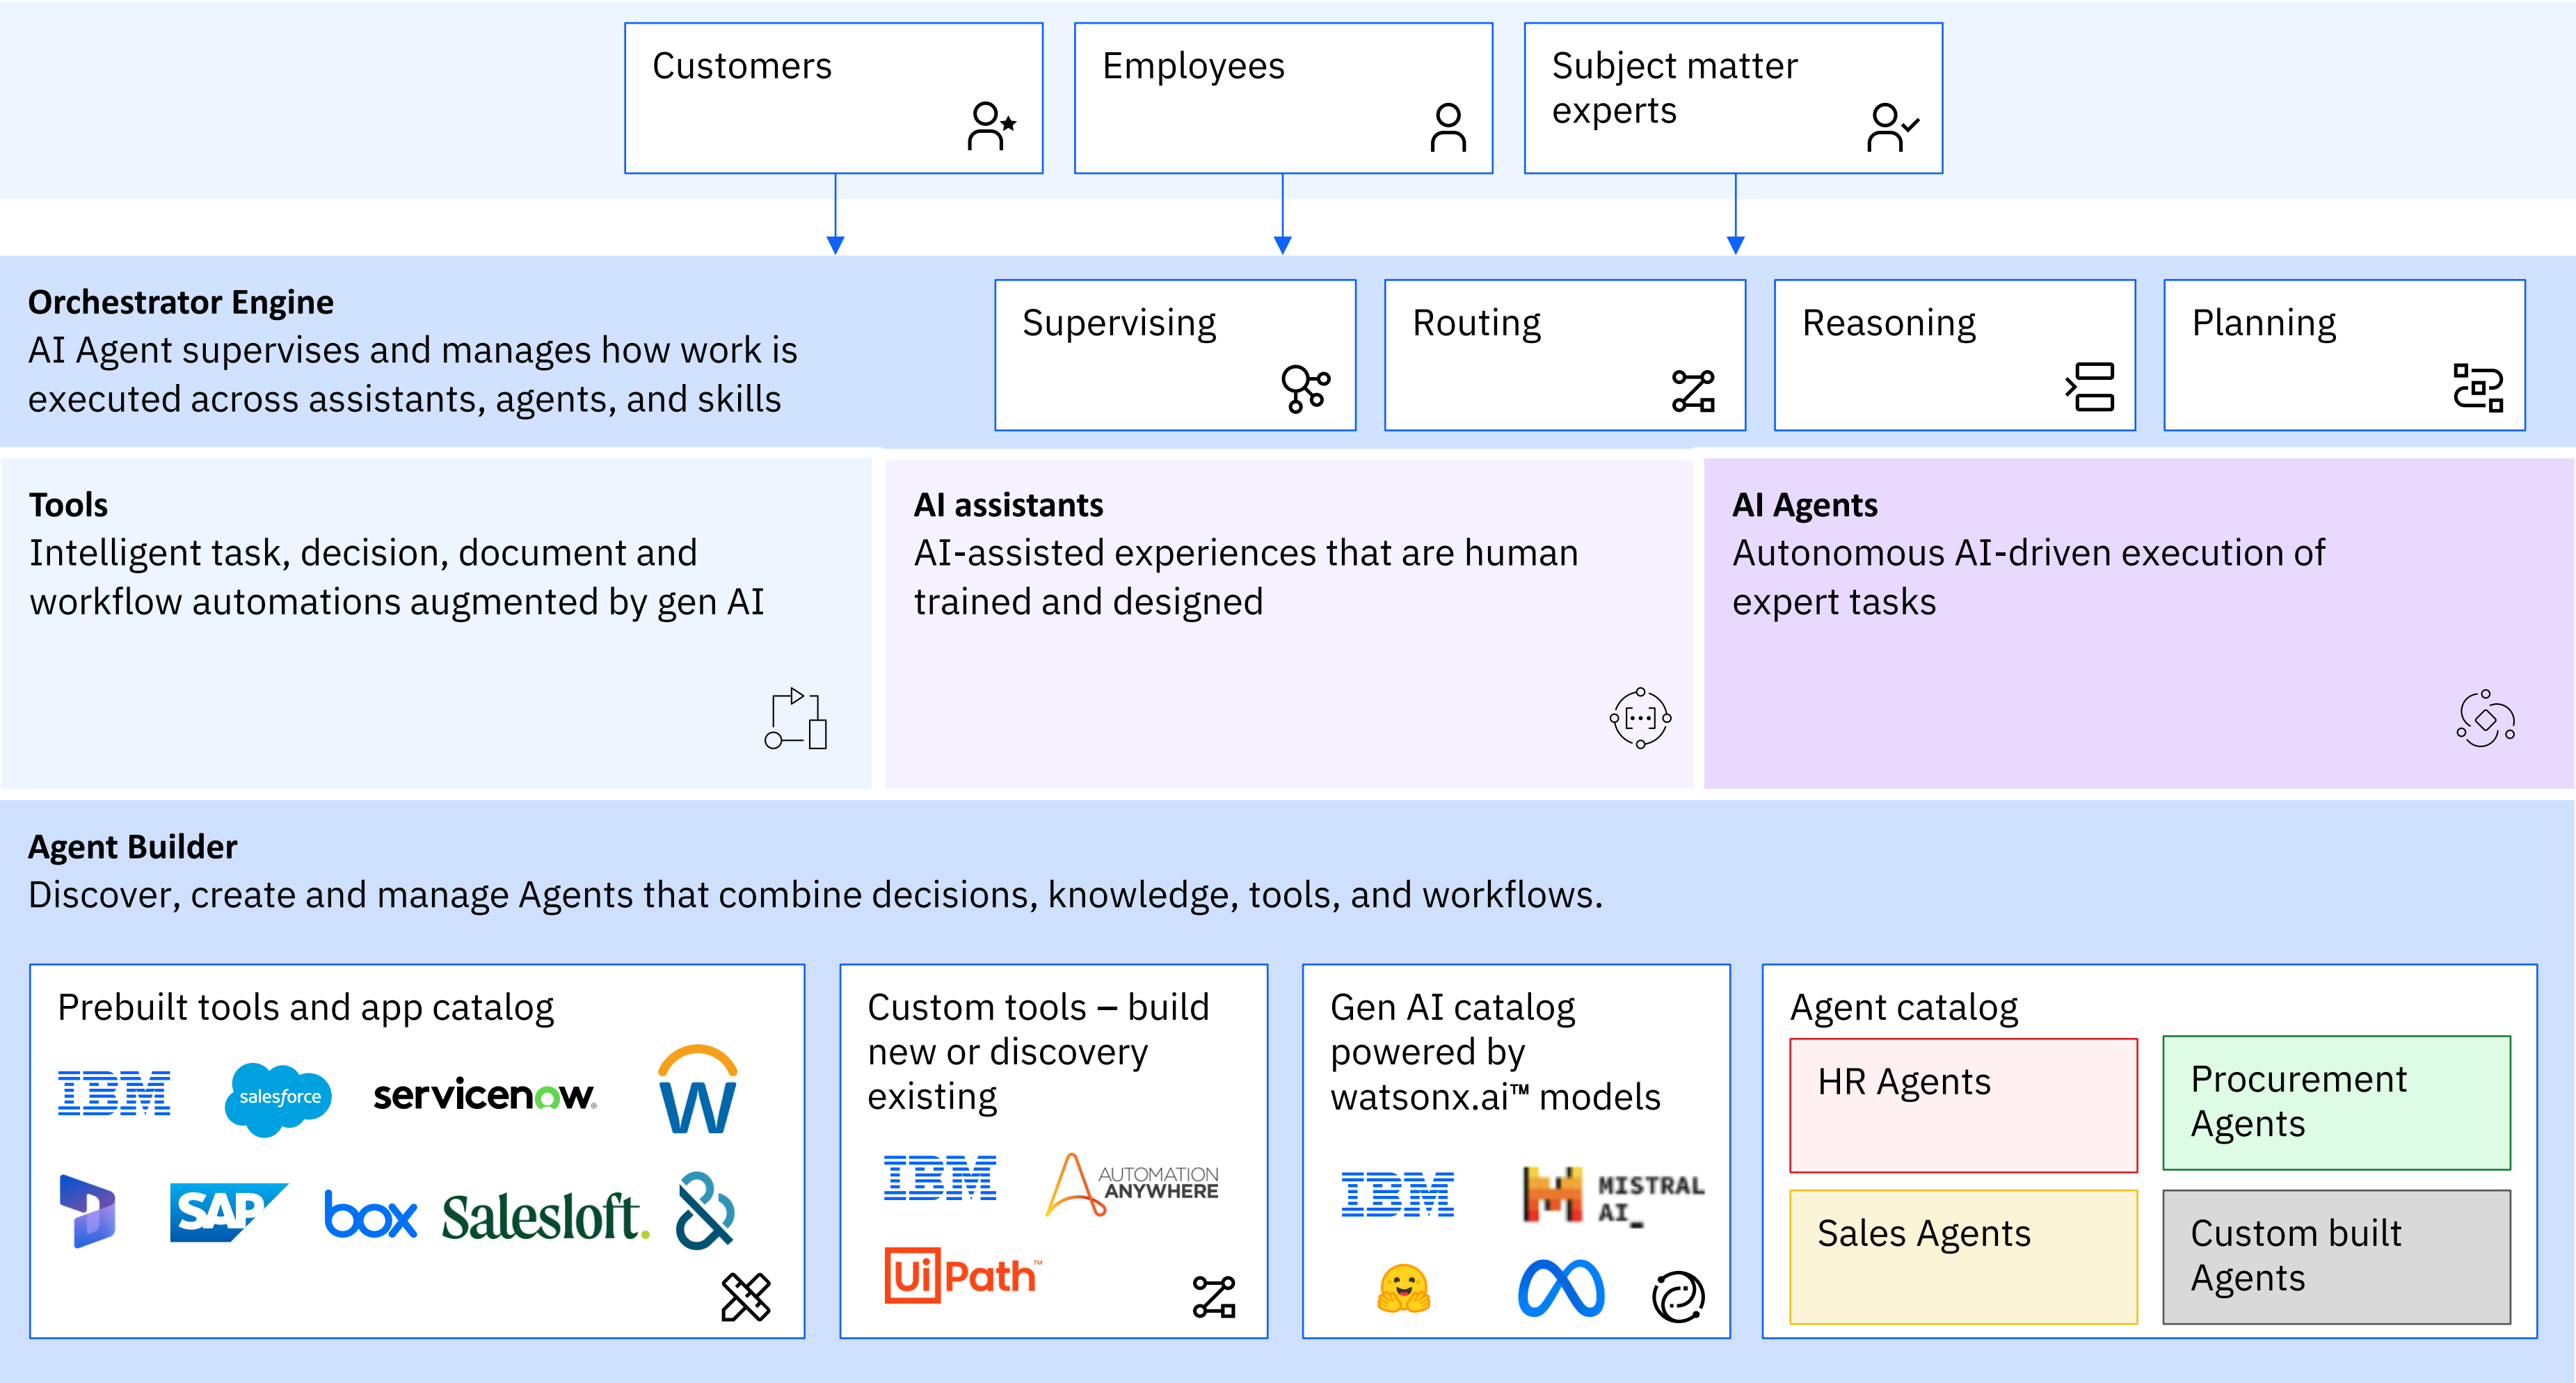 Customers
Employees
Subject matter
experts
Orchestrator Engine
AI Agent supervises and manages how work is
executed across assistants, agents, and skills
Supervising
Routing
Reasoning
Planning
Tools
Intelligent task, decision, document and
workflow automations augmented by gen AI
AI assistants
AI-assisted experiences that are human
trained and designed
AI Agents
Autonomous AI-driven execution of
expert tasks
Agent Builder
Discover, create and manage Agents that combine decisions, knowledge, tools, and workflows.
Prebuilt tools and app catalog
IBM
salesforce
servicenow®
W
SAP
box
Salesloft.
&
Custom tools – build
new or discovery
existing
IBM
AUTOMATION
ANYWHERE
UiPath™
Gen AI catalog
powered by
watsonx.ai™ models
IBM
MISTRAL
AI_
Agent catalog
HR Agents
Procurement
Agents
Sales Agents
Custom built
Agents